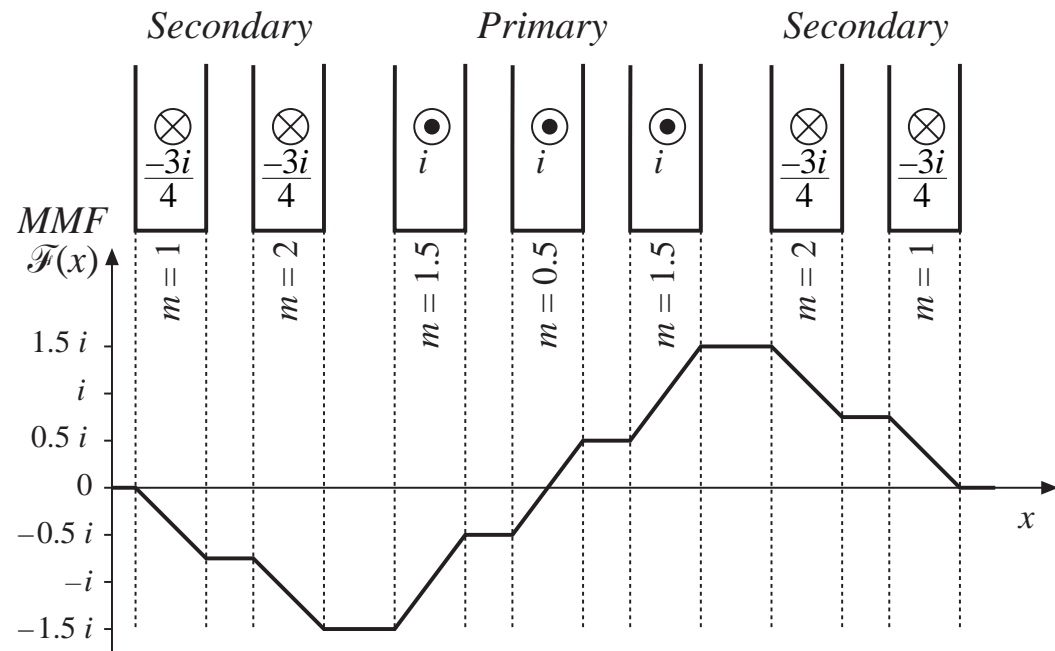 Secondary Primary Secondary
–3i/4 –3i/4 i i i –3i/4 –3i/4
MMF
ℱ(x)
m = 1 m = 2 m = 1.5 m = 0.5 m = 1.5 m = 2 m = 1
1.5 i
i
0.5 i
0
–0.5 i
–i
–1.5 i
x